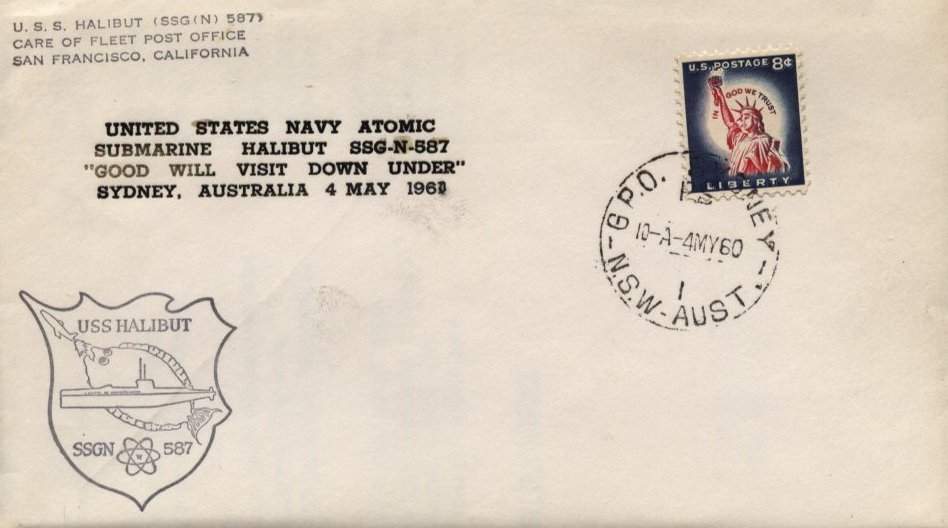 U. S. S. HALIBUT (SSG(N) 587)
CARE OF FLEET POST OFFICE
SAN FRANCISCO, CALIFORNIA
UNITED STATES NAVY ATOMIC
SUBMARINE HALIBUT SSG-N-587
"GOOD WILL VISIT DOWN UNDER"
SYDNEY, AUSTRALIA 4 MAY 1960
U.S. POSTAGE 8¢
IN GOD WE TRUST
LIBERTY
G.P.O. SYDNEY
10-A-4MY60
1
N.S.W-AUST.
USS HALIBUT
SSGN 587